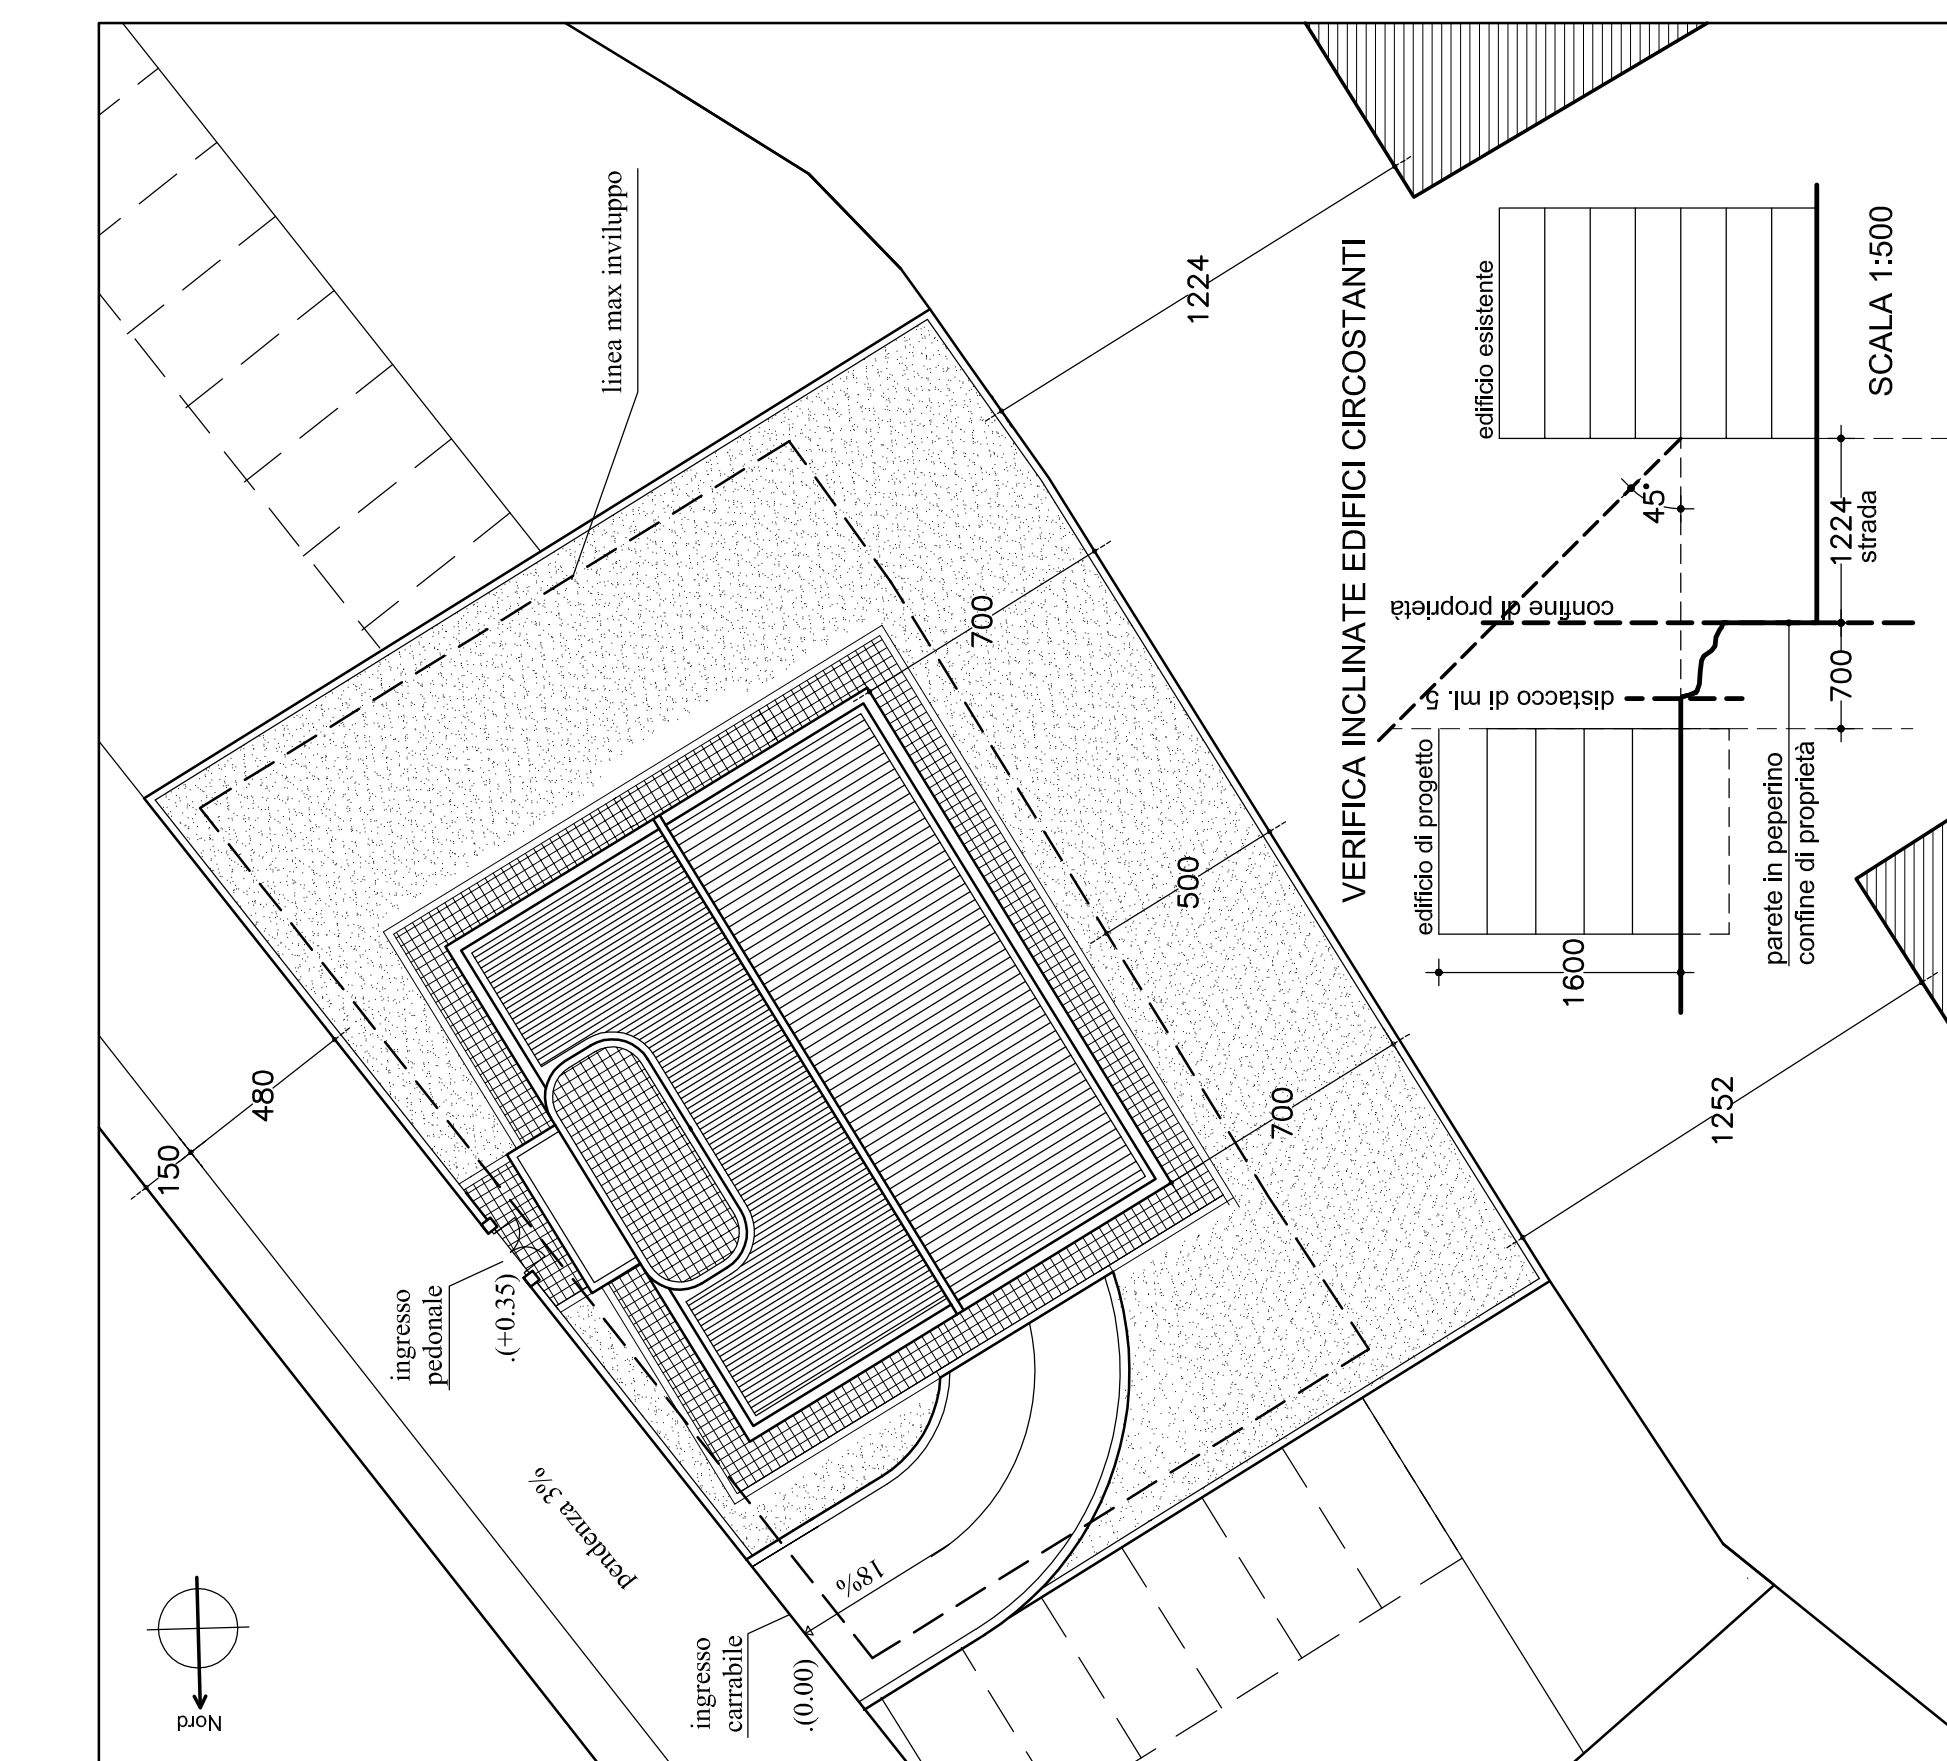 linea max inviluppo
1224
700
500
700
1252
480
150
ingresso
pedonale
.(+0.35)
pendenza 3%
18%
ingresso
carrabile
.(0.00)
Nord
VERIFICA INCLINATE EDIFICI CIRCOSTANTI
edificio esistente
45°
confine di proprietà
distacco di ml. 5
edificio di progetto
1600
parete in peperino
confine di proprietà
700
1224
strada
SCALA 1:500